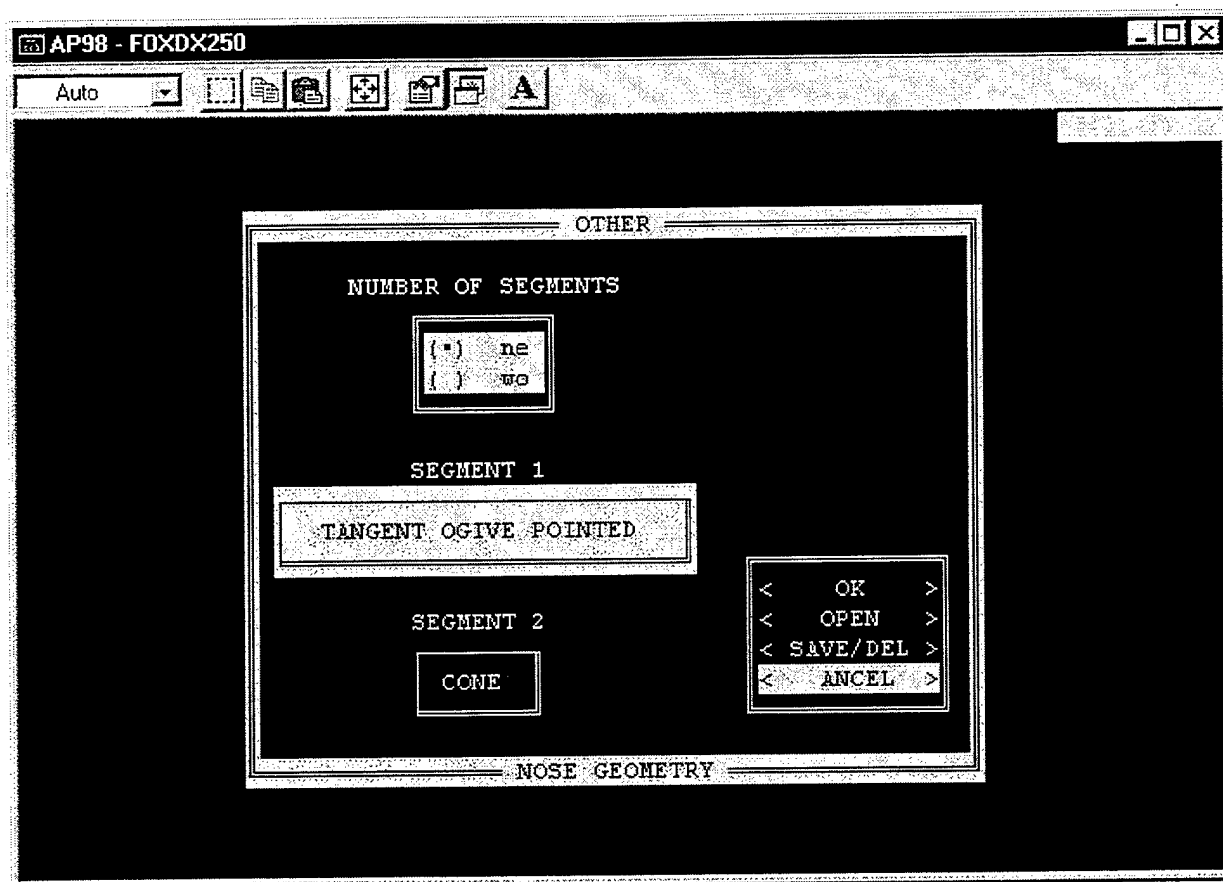 AP98 - FOXDX250
Auto
A
OTHER
NUMBER OF SEGMENTS
(•) ne
( ) wo
SEGMENT 1
TANGENT OGIVE POINTED
SEGMENT 2
CONE
< OK >
< OPEN >
< SAVE/DEL >
< ANCEL >
NOSE GEOMETRY